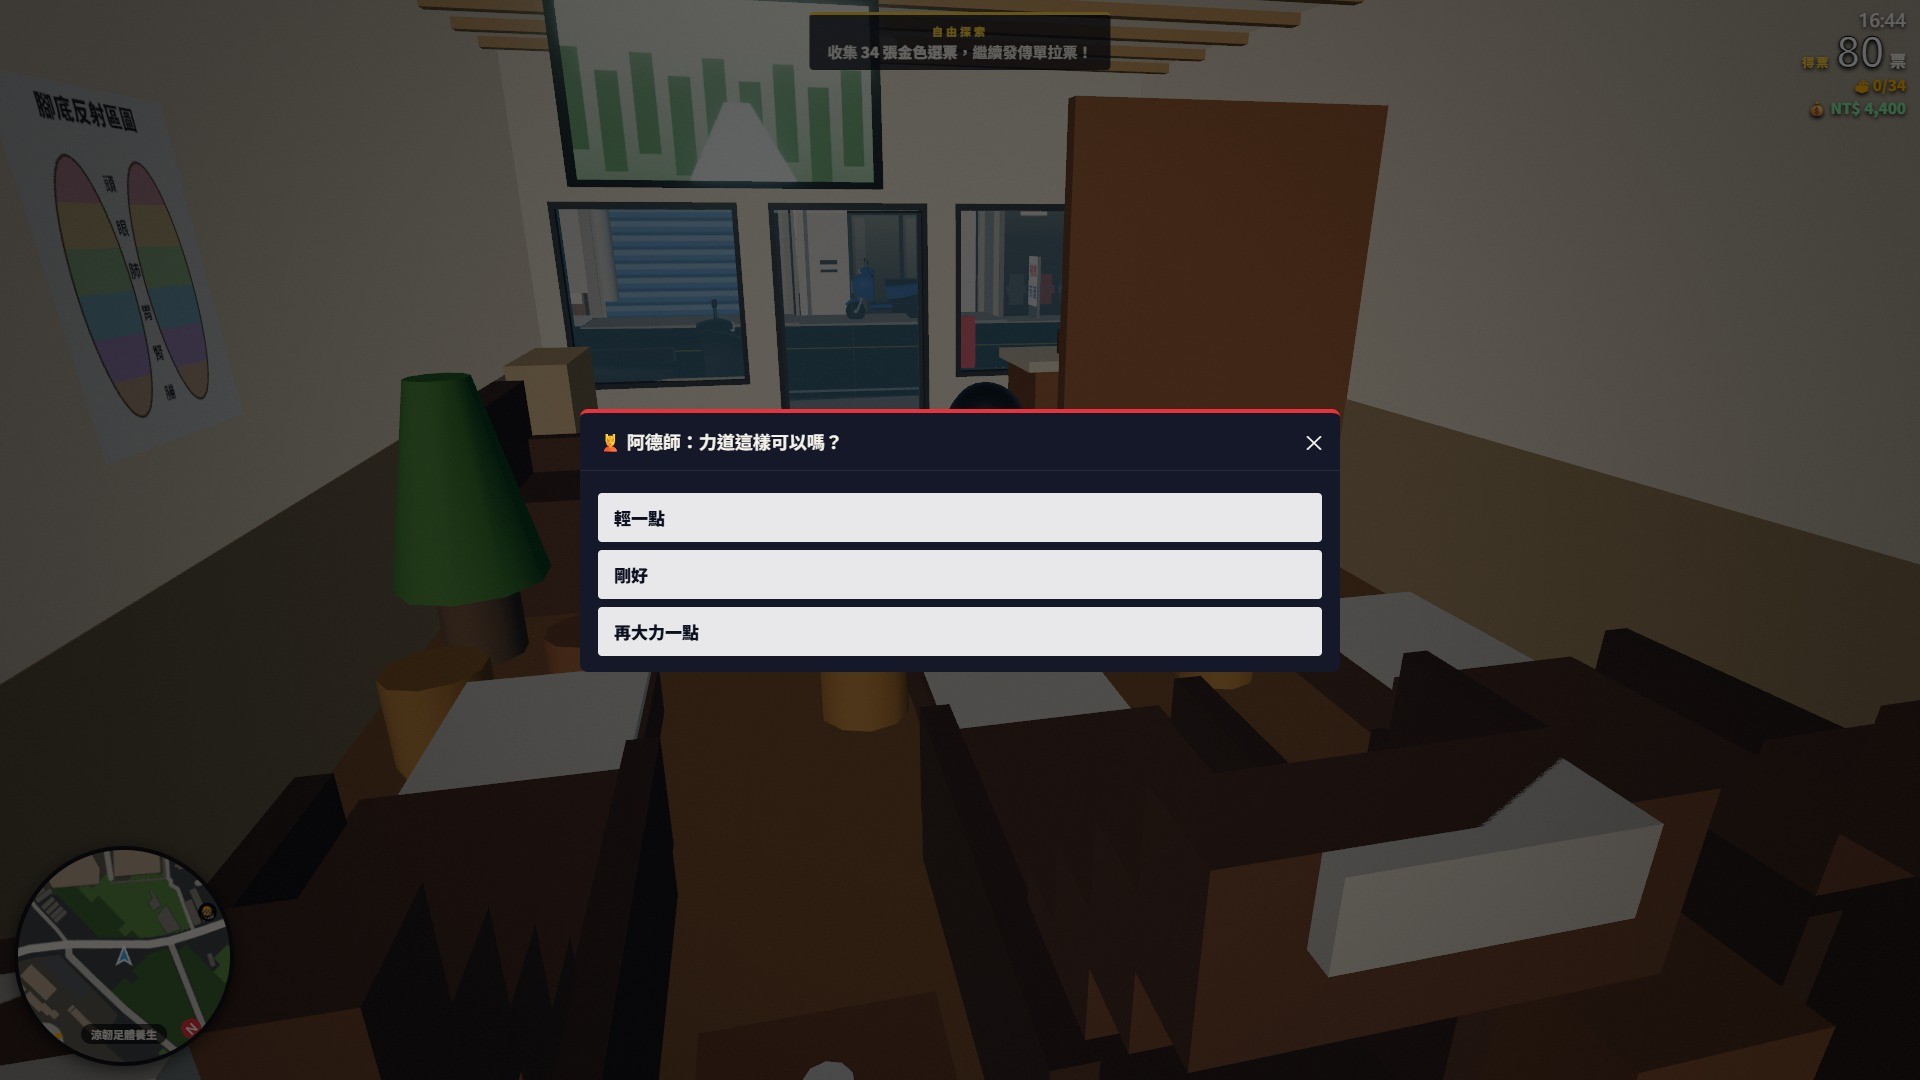 自由探索
收集 34 張金色選票，繼續發傳單拉票！
16:44
得票 80 票
0/34
NT$ 4,400
腳底反射區圖
頭
眼
肺
胃
腎
腸
阿德師：力道這樣可以嗎？
輕一點
剛好
再大力一點
涼韌足體養生
N